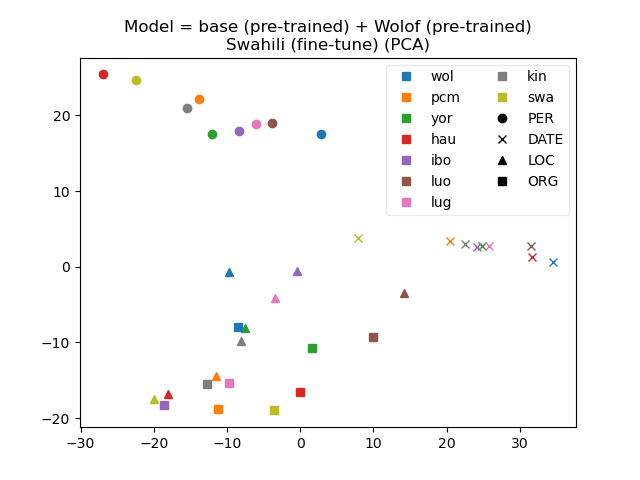 Model = base (pre-trained) + Wolof (pre-trained)
Swahili (fine-tune) (PCA)
wol
pcm
yor
hau
ibo
luo
lug
kin
swa
PER
DATE
LOC
ORG
20
10
0
−10
−20
−30
−20
−10
0
10
20
30